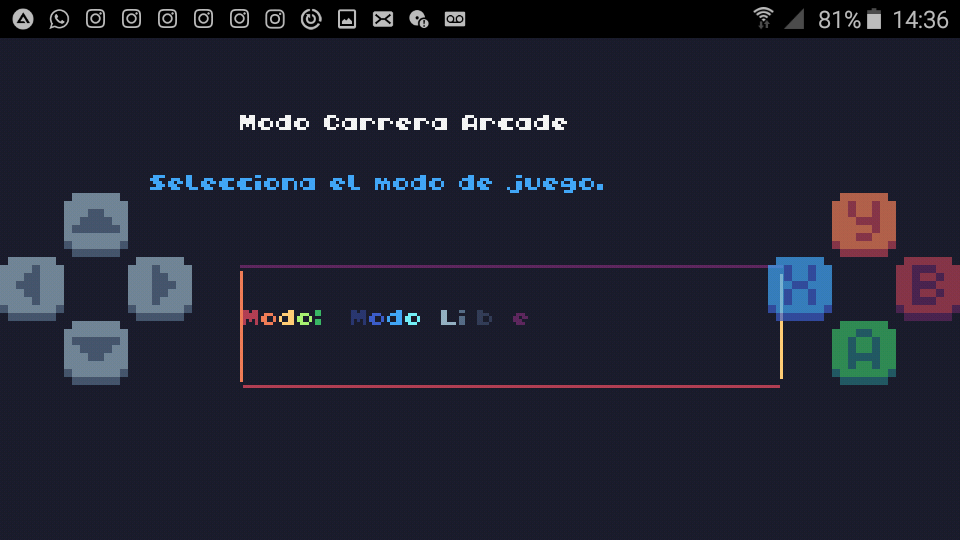 81% 14:36
Modo Carrera Arcade
Selecciona el modo de juego.
Y
X B
Modo: Modo Lib e
A